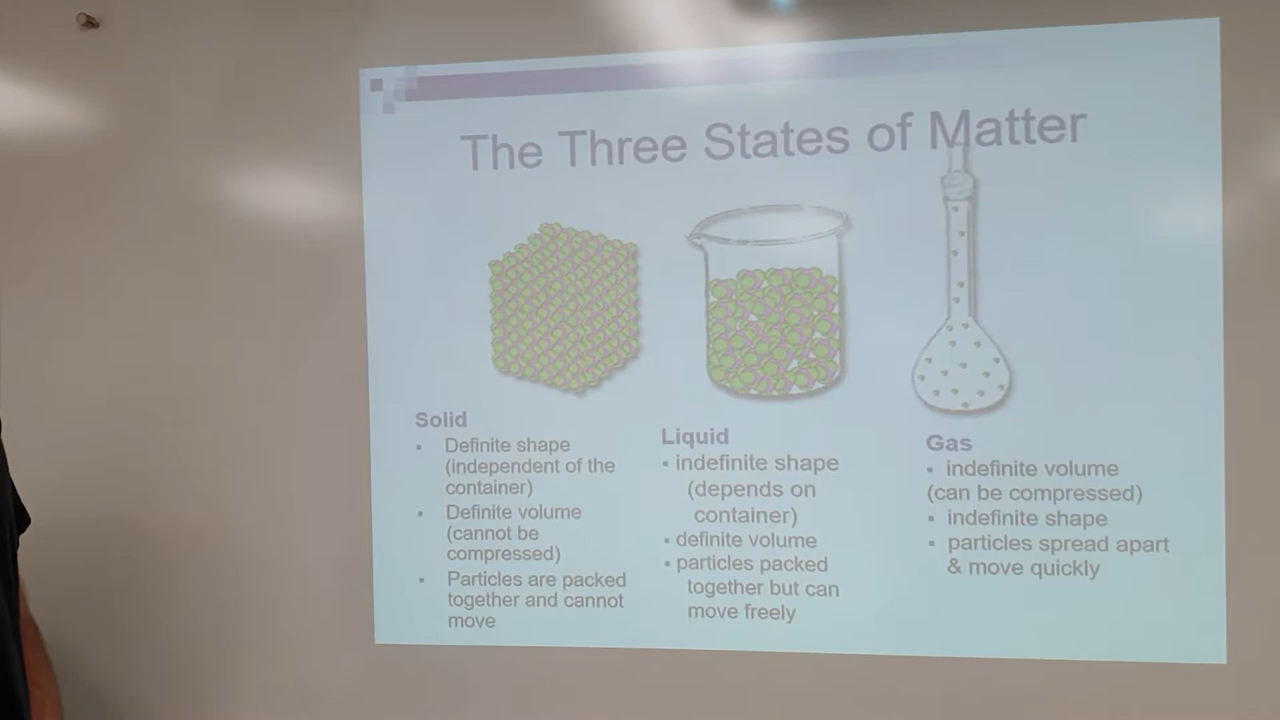 The Three States of Matter
Solid
▪ Definite shape
(independent of the
container)
▪ Definite volume
(cannot be
compressed)
▪ Particles are packed
together and cannot
move
Liquid
▪ indefinite shape
(depends on
container)
▪ definite volume
▪ particles packed
together but can
move freely
Gas
▪ indefinite volume
(can be compressed)
▪ indefinite shape
▪ particles spread apart
& move quickly